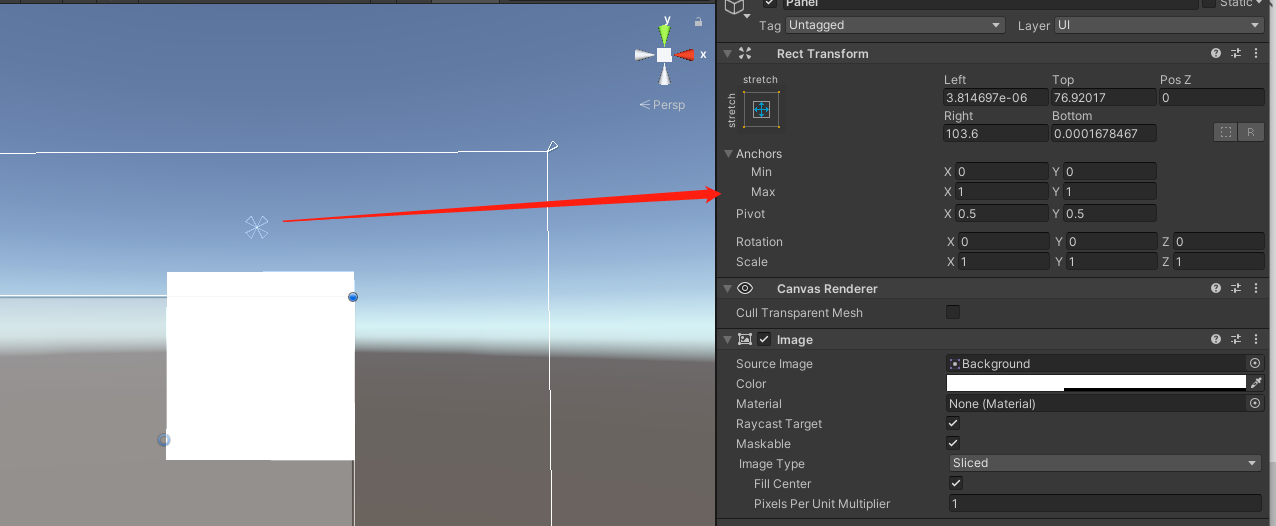 Panel
Static
Tag Untagged Layer UI
Rect Transform
stretch
stretch
Left Top Pos Z
3.814697e-06 76.92017 0
Right Bottom
103.6 0.0001678467
R
Anchors
Min X 0 Y 0
Max X 1 Y 1
Pivot X 0.5 Y 0.5
Rotation X 0 Y 0 Z 0
Scale X 1 Y 1 Z 1
Canvas Renderer
Cull Transparent Mesh
Image
Source Image Background
Color
Material None (Material)
Raycast Target
Maskable
Image Type Sliced
Fill Center
Pixels Per Unit Multiplier 1
y
x
Persp